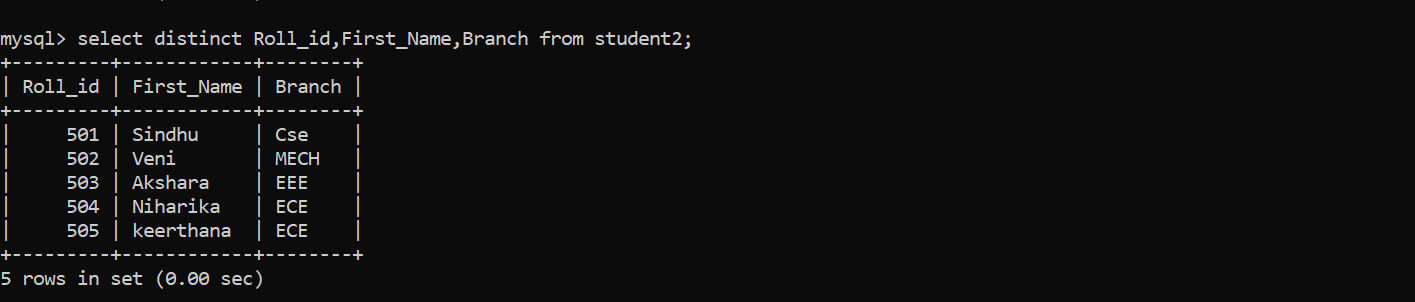 mysql> select distinct Roll_id,First_Name,Branch from student2;
+---------+------------+--------+
| Roll_id | First_Name | Branch |
+---------+------------+--------+
|     501 | Sindhu     | Cse    |
|     502 | Veni       | MECH   |
|     503 | Akshara    | EEE    |
|     504 | Niharika   | ECE    |
|     505 | keerthana  | ECE    |
+---------+------------+--------+
5 rows in set (0.00 sec)